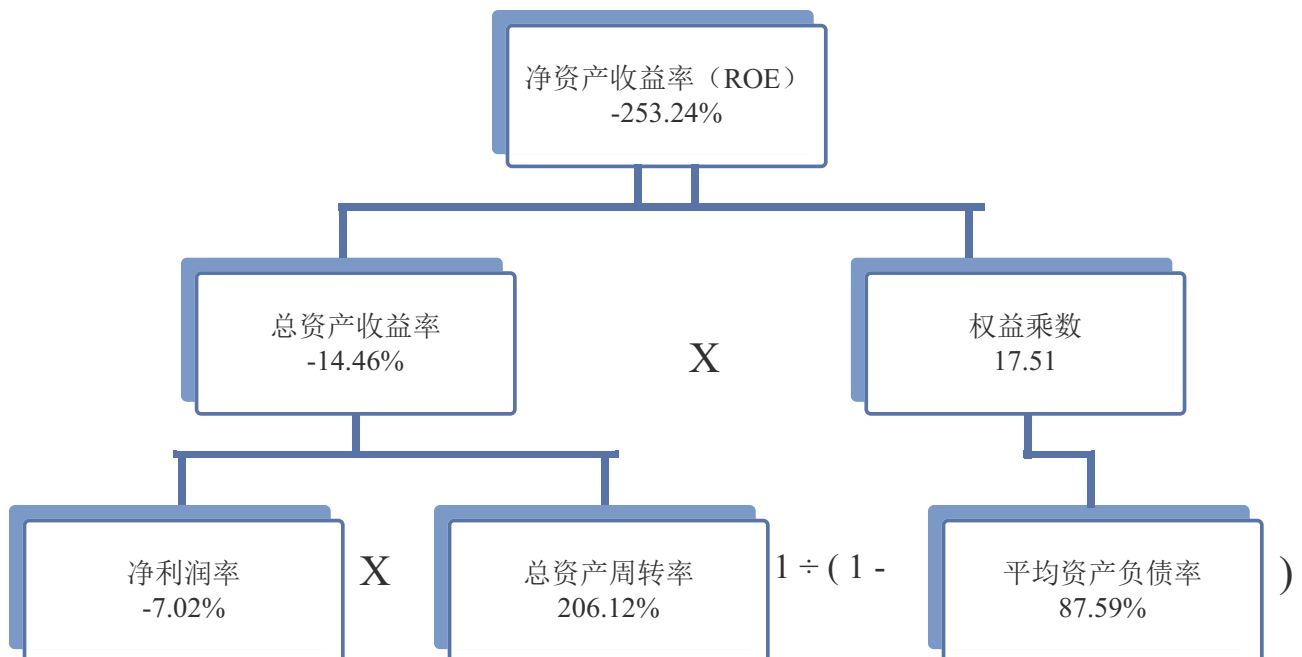 净资产收益率（ROE）
-253.24%
总资产收益率
-14.46%
X
权益乘数
17.51
净利润率
-7.02%
X
总资产周转率
206.12%
1 ÷ ( 1 -
平均资产负债率
87.59%
)